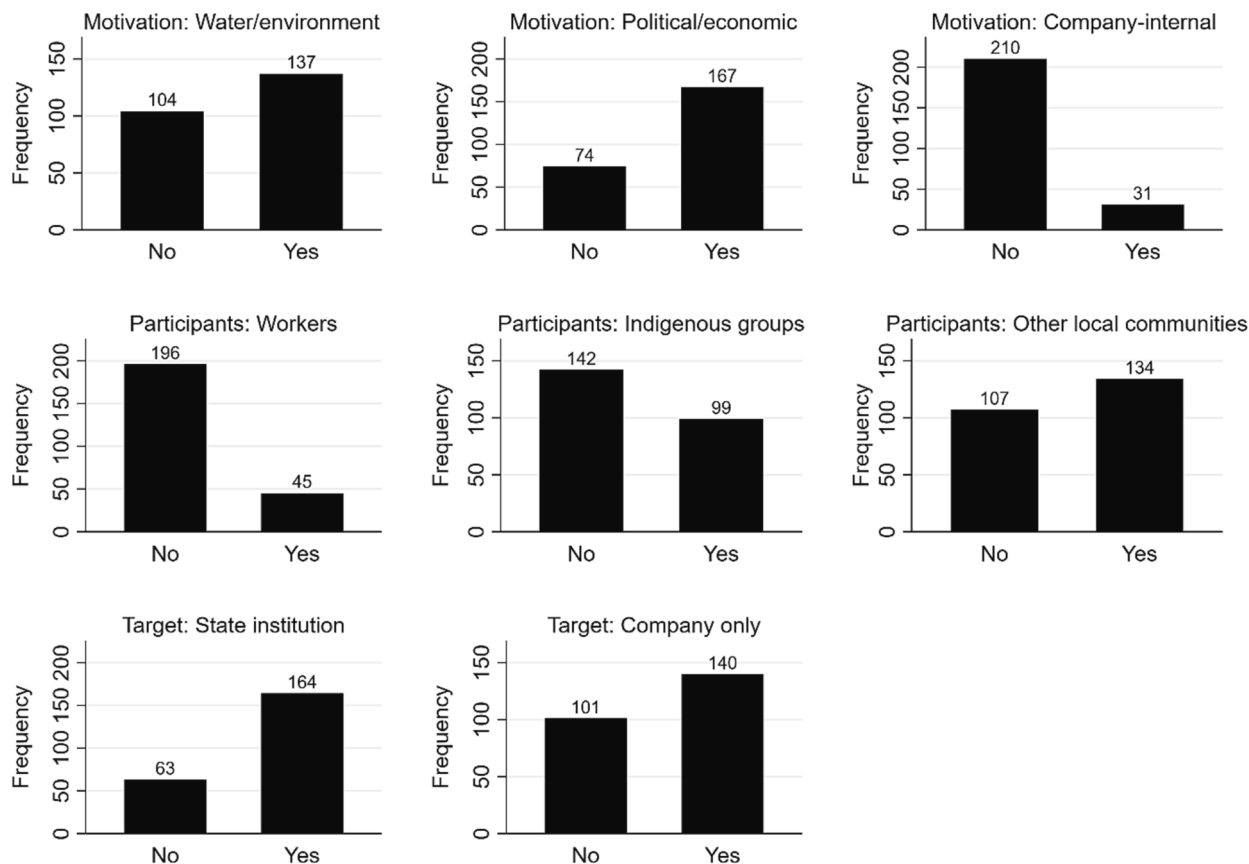 Motivation: Water/environment
Frequency
0 50 100 150
104
137
No Yes
Motivation: Political/economic
Frequency
0 50 100 150 200
74
167
No Yes
Motivation: Company-internal
Frequency
0 50 100 150 200
210
31
No Yes
Participants: Workers
Frequency
0 50 100 150 200
196
45
No Yes
Participants: Indigenous groups
Frequency
0 50 100 150
142
99
No Yes
Participants: Other local communities
Frequency
0 50 100 150
107
134
No Yes
Target: State institution
Frequency
0 50 100 150 200
63
164
No Yes
Target: Company only
Frequency
0 50 100 150
101
140
No Yes